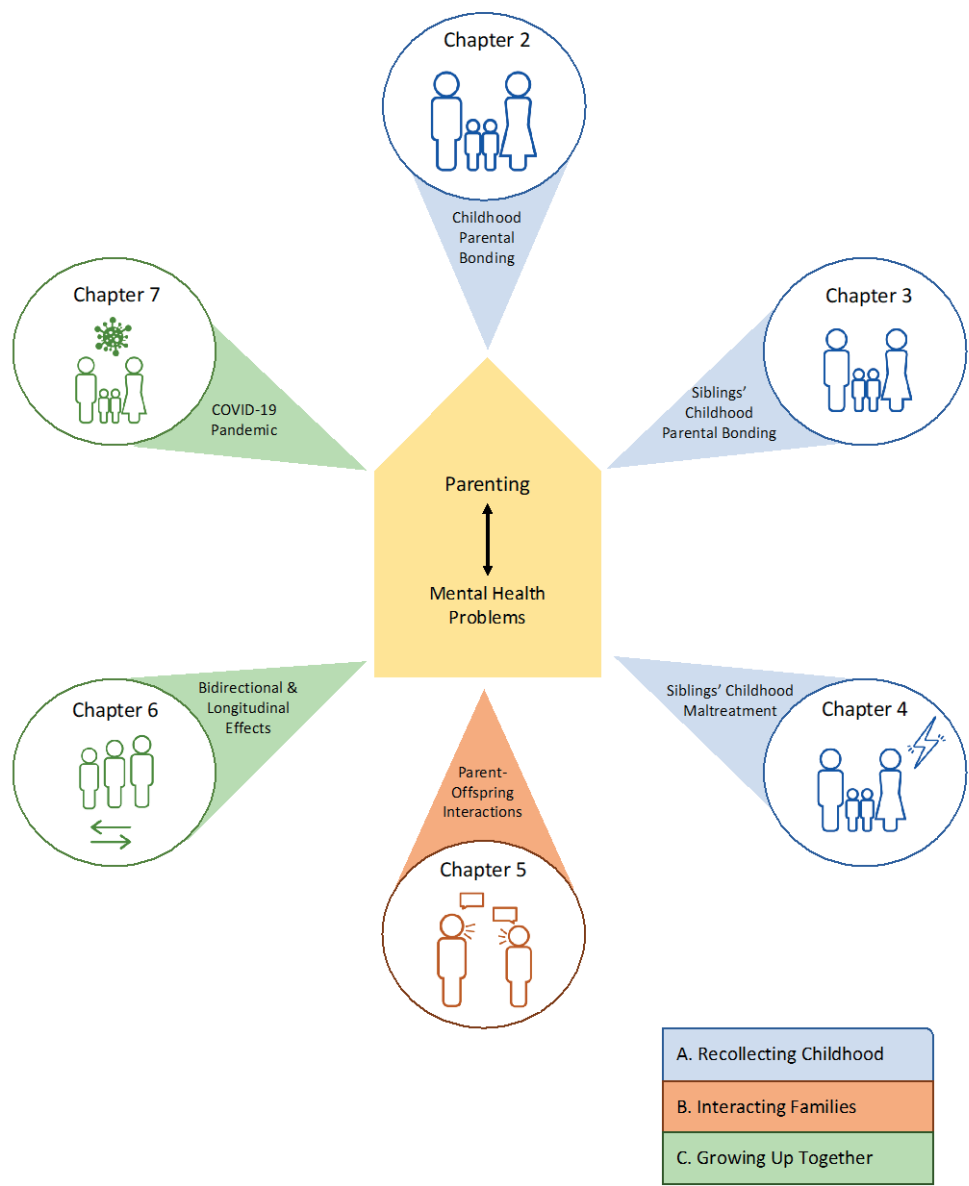 Chapter 2
Childhood
Parental
Bonding
Chapter 3
Siblings’
Childhood
Parental Bonding
Chapter 4
Siblings’ Childhood
Maltreatment
Chapter 5
Parent-
Offspring
Interactions
Chapter 6
Bidirectional &
Longitudinal
Effects
Chapter 7
COVID-19
Pandemic
Parenting
Mental Health
Problems
A. Recollecting Childhood
B. Interacting Families
C. Growing Up Together